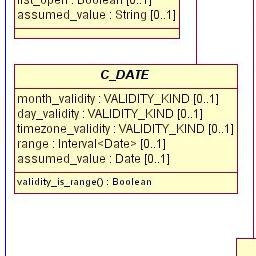 list_open : Boolean [0..1]
assumed_value : String [0..1]
C_DATE
month_validity : VALIDITY_KIND [0..1]
day_validity : VALIDITY_KIND [0..1]
timezone_validity : VALIDITY_KIND [0..1]
range : Interval<Date> [0..1]
assumed_value : Date [0..1]
validity_is_range() : Boolean